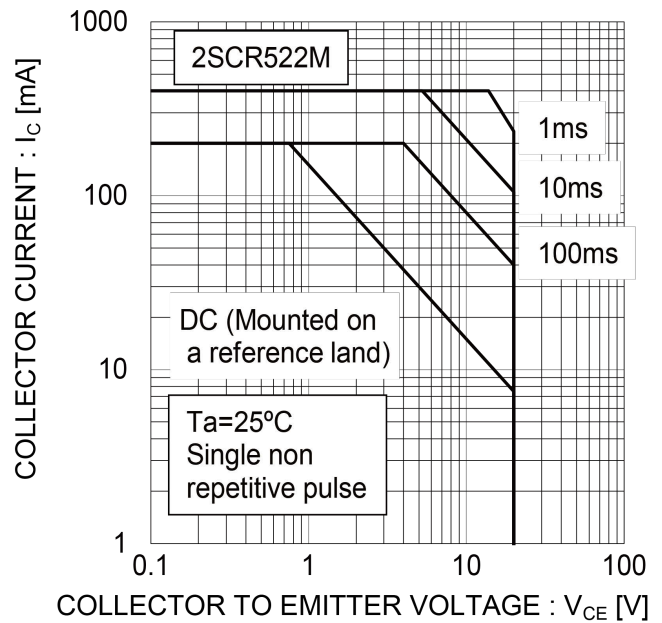 1000
2SCR522M
1ms
10ms
100
100ms
DC (Mounted on
a reference land)
10
Ta=25ºC
Single non
repetitive pulse
1
0.1 1 10 100
COLLECTOR TO EMITTER VOLTAGE : VCE [V]
COLLECTOR CURRENT : IC [mA]